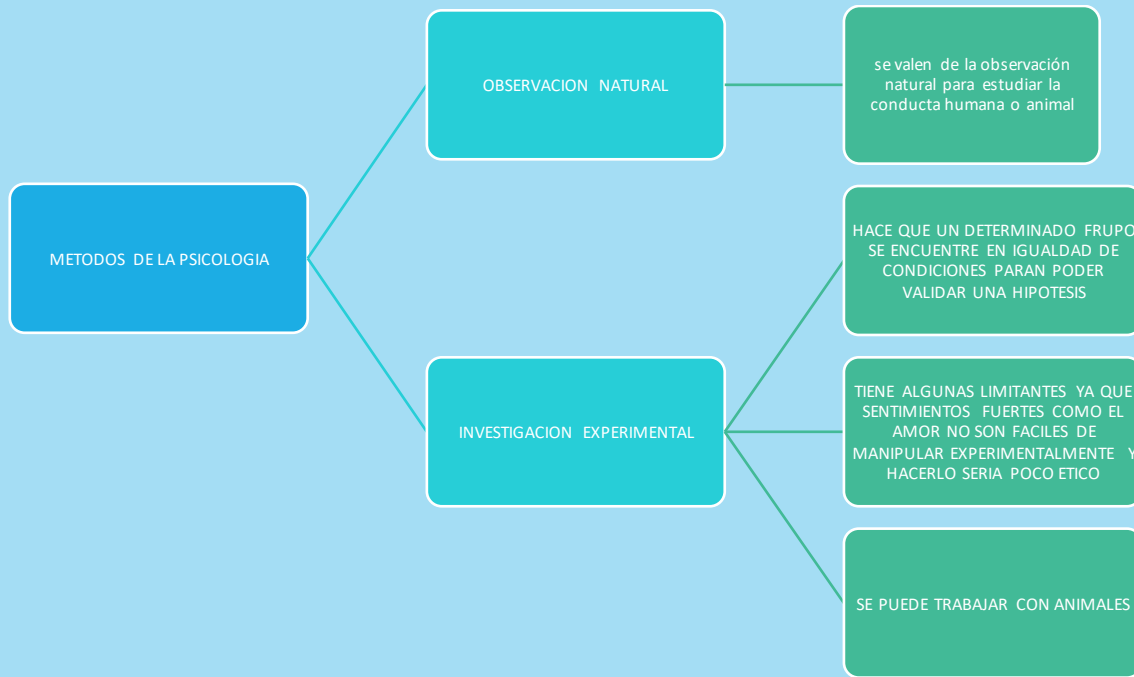 METODOS DE LA PSICOLOGIA
OBSERVACION NATURAL
se valen de la observación
natural para estudiar la
conducta humana o animal
INVESTIGACION EXPERIMENTAL
HACE QUE UN DETERMINADO FRUPO
SE ENCUENTRE EN IGUALDAD DE
CONDICIONES PARAN PODER
VALIDAR UNA HIPOTESIS
TIENE ALGUNAS LIMITANTES YA QUE
SENTIMIENTOS FUERTES COMO EL
AMOR NO SON FACILES DE
MANIPULAR EXPERIMENTALMENTE Y
HACERLO SERIA POCO ETICO
SE PUEDE TRABAJAR CON ANIMALES